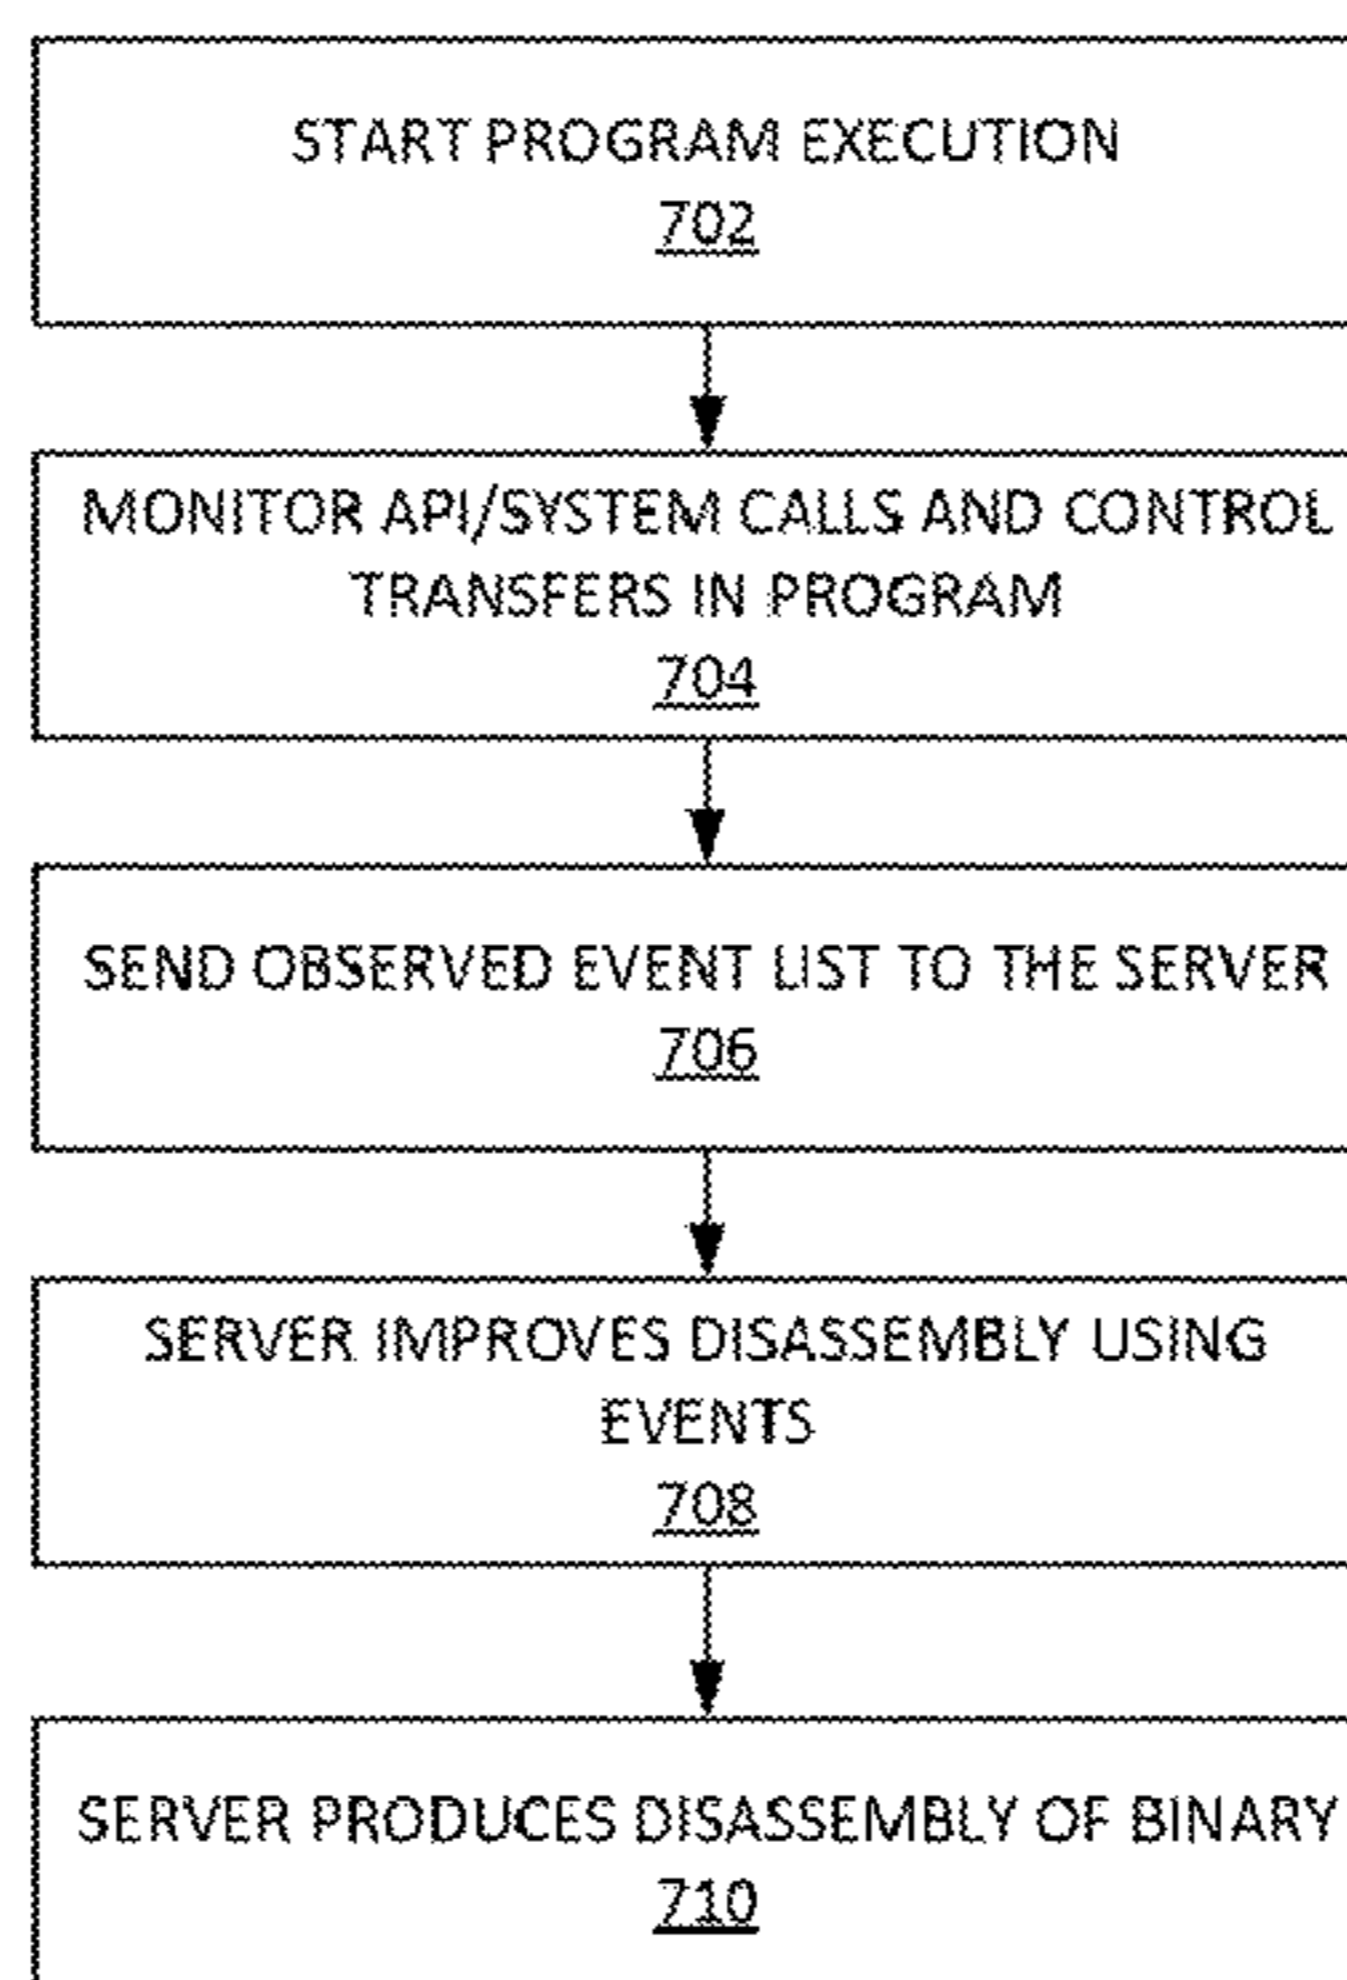 START PROGRAM EXECUTION
702
MONITOR API/SYSTEM CALLS AND CONTROL
TRANSFERS IN PROGRAM
704
SEND OBSERVED EVENT LIST TO THE SERVER
706
SERVER IMPROVES DISASSEMBLY USING
EVENTS
708
SERVER PRODUCES DISASSEMBLY OF BINARY
710